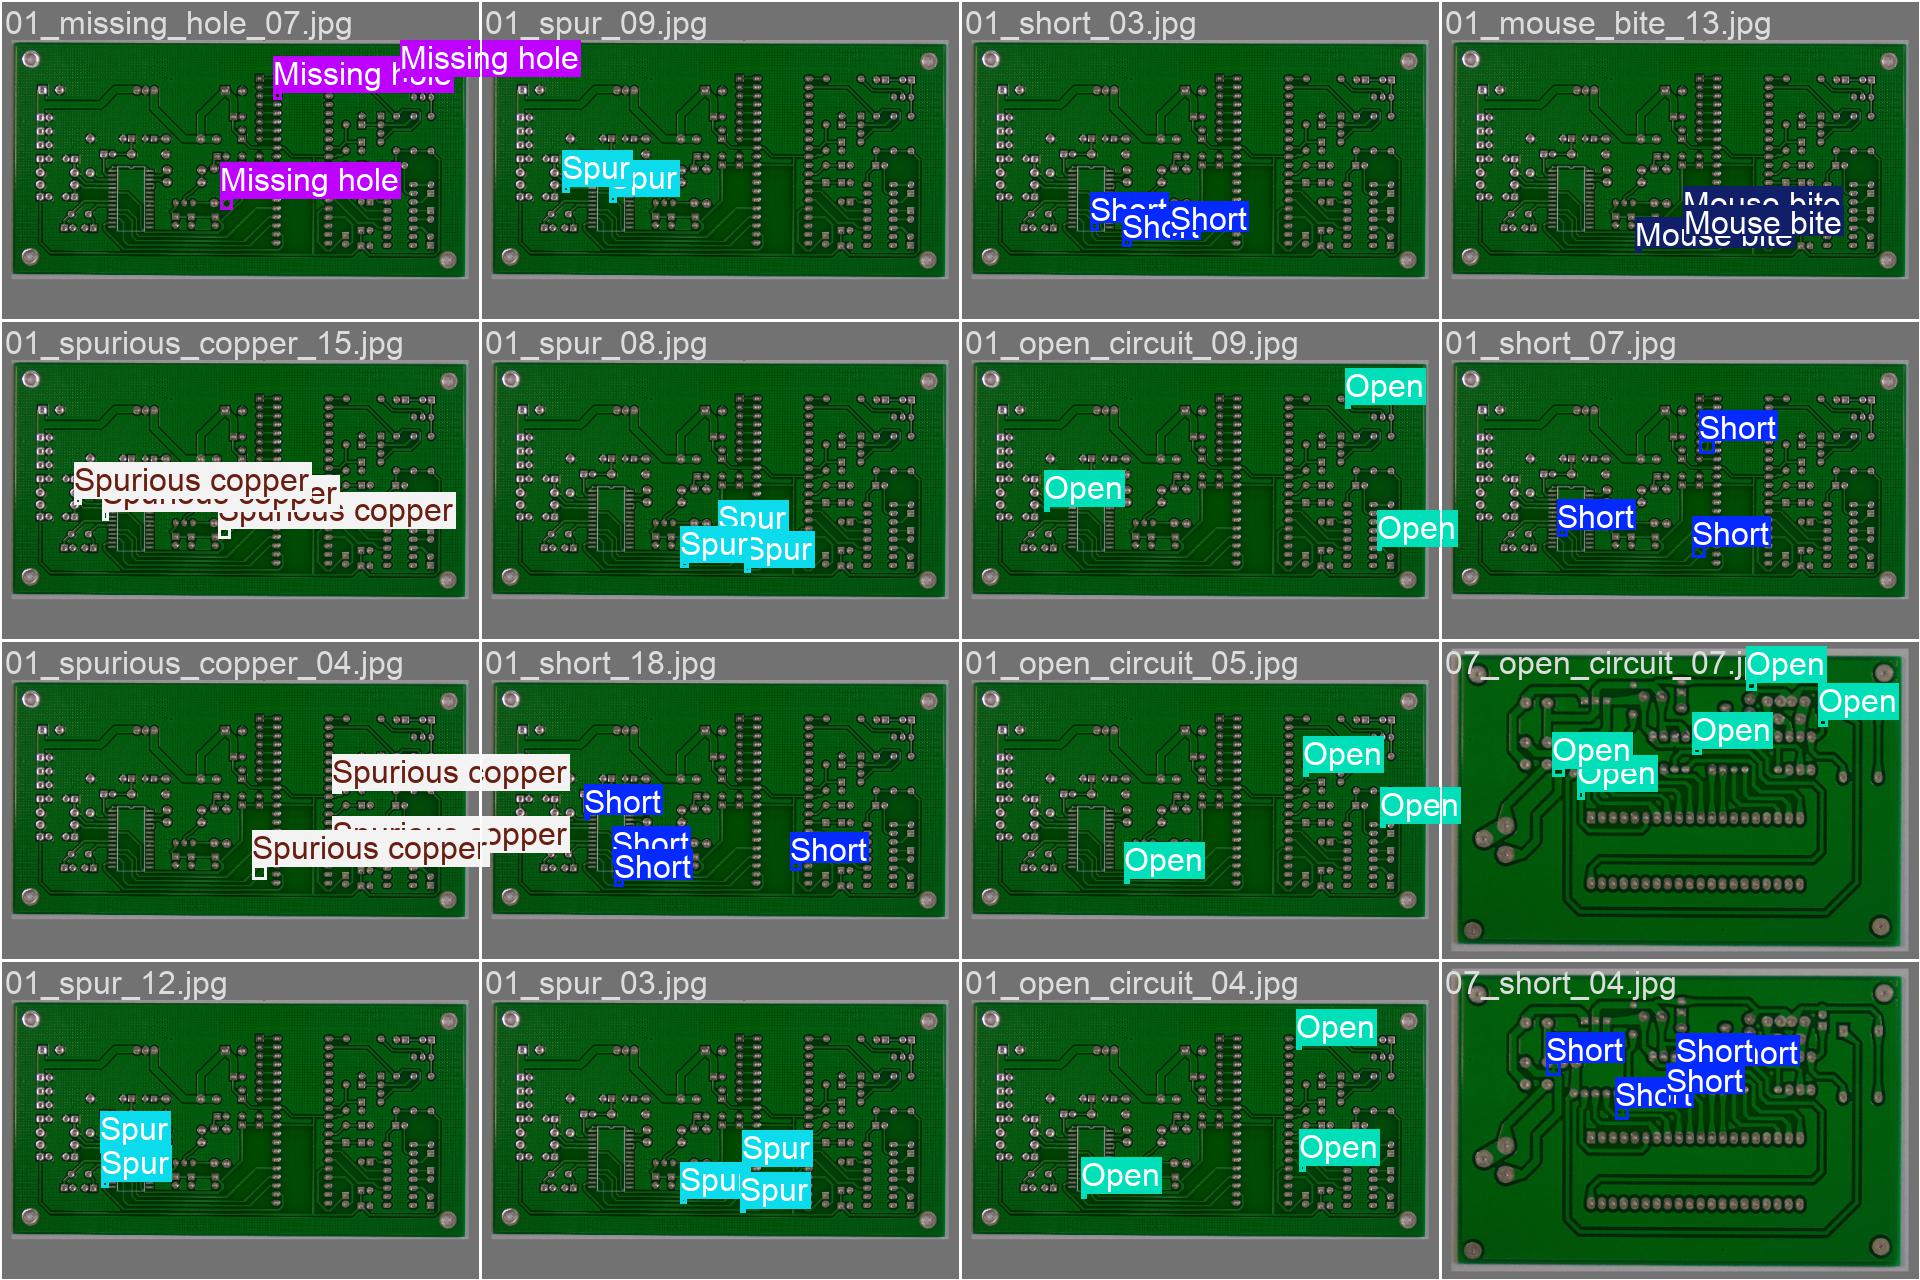 01_missing_hole_07.jpg
Missing hole
Missing hole
Missing hole
01_spur_09.jpg
Spur
Spur
01_short_03.jpg
Short
Short
Short
01_mouse_bite_13.jpg
Mouse bite
Mouse bite
Mouse bite
01_spurious_copper_15.jpg
Spurious copper
Spurious copper
Spurious copper
01_spur_08.jpg
Spur
Spur
Spur
01_open_circuit_09.jpg
Open
Open
Open
01_short_07.jpg
Short
Short
Short
01_spurious_copper_04.jpg
Spurious copper
Spurious copper
Spurious copper
01_short_18.jpg
Short
Short
Short
Short
01_open_circuit_05.jpg
Open
Open
Open
07_open_circuit_07.j
Open
Open
Open
Open
Open
01_spur_12.jpg
Spur
Spur
01_spur_03.jpg
Spur
Spur
Spur
01_open_circuit_04.jpg
Open
Open
Open
07_short_04.jpg
Short
Short
ort
Short
Short